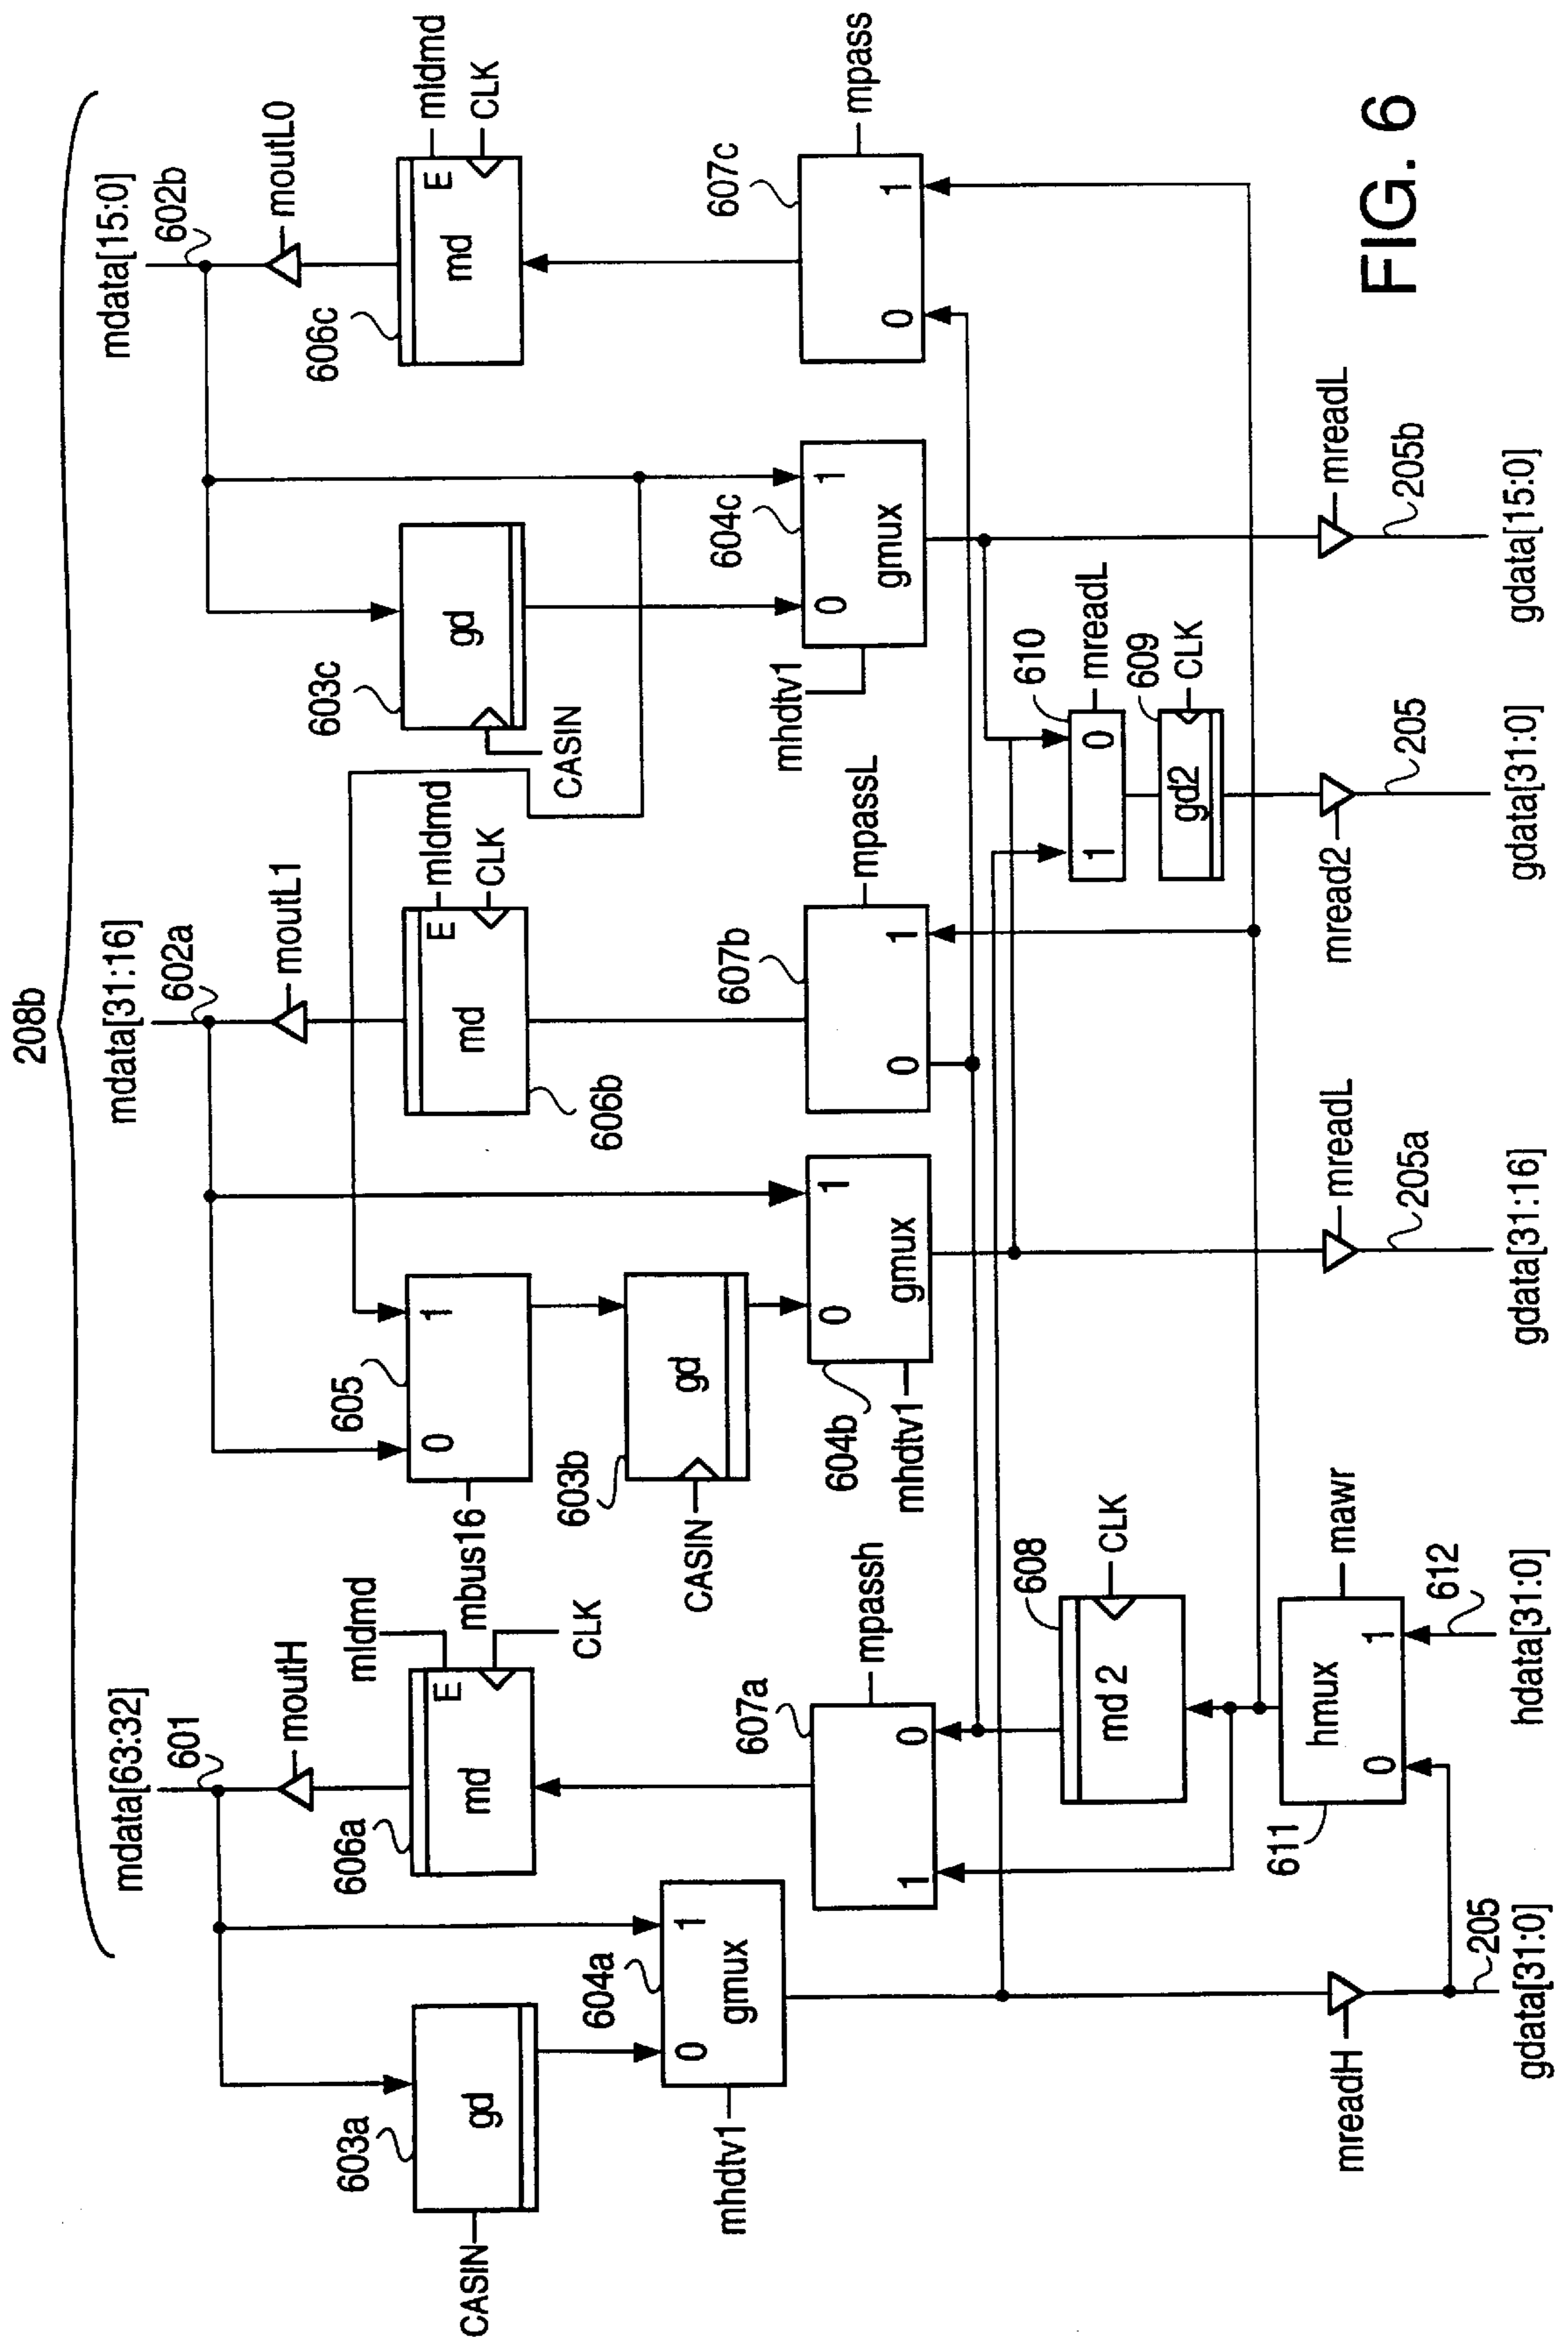 208b
mdata[63:32]
601
moutH
mdata[31:16]
602a
moutL1
mdata[15:0]
602b
moutL0
CASIN
603a
gd
606a
md
E
mldmd
CLK
mbus16
605
0
1
606b
md
E
mldmd
CLK
603c
gd
CASIN
606c
md
E
mldmd
CLK
mhdtv1
604a
0
1
gmux
CASIN
603b
gd
607a
1
0
mpassh
mhdtv1
604b
0
1
gmux
607b
0
1
mpassL
mhdtv1
604c
0
1
gmux
607c
0
1
mpass
608
md 2
CLK
610
1
0
mreadL
609
gd2
CLK
611
0
1
hmux
mawr
mreadH
205
gdata[31:0]
612
hdata[31:0]
mreadL
205a
gdata[31:16]
mread2
205
gdata[31:0]
mreadL
205b
gdata[15:0]
FIG. 6